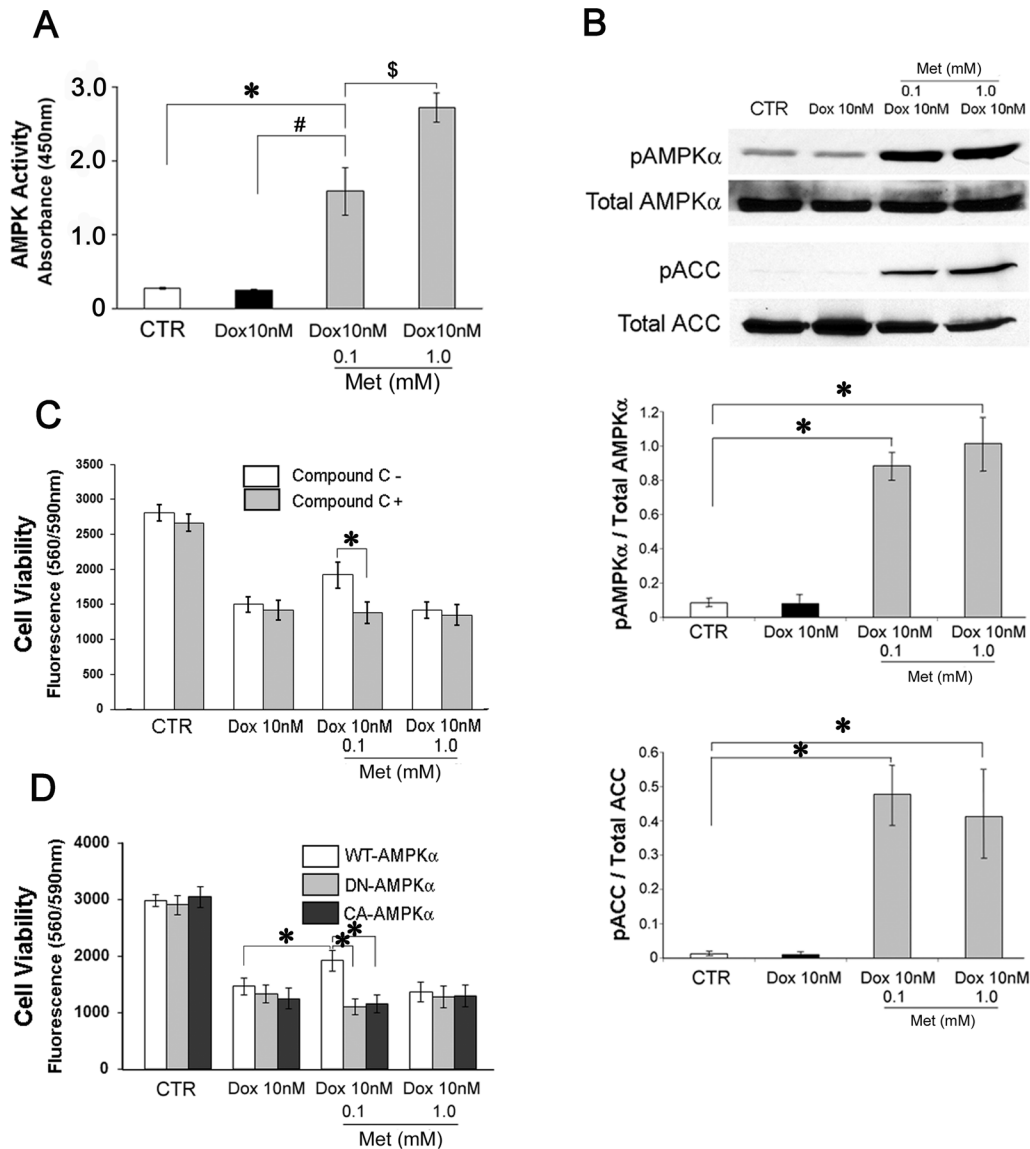 A
AMPK Activity
Absorbance (450nm)
3.0
2.0
1.0
0
*
#
$
CTR
Dox10nM
Dox10nM
Dox10nM
0.1
1.0
Met (mM)
B
Met (mM)
0.1
1.0
CTR
Dox 10nM
Dox 10nM
Dox 10nM
pAMPKα
Total AMPKα
pACC
Total ACC
pAMPKα / Total AMPKα
1.2
1.0
0.8
0.6
0.4
0.2
0
*
*
CTR
Dox 10nM
Dox 10nM
Dox 10nM
0.1
1.0
Met (mM)
pACC / Total ACC
0.6
0.5
0.4
0.3
0.2
0.1
0
*
*
CTR
Dox 10nM
Dox 10nM
Dox 10nM
0.1
1.0
Met (mM)
C
Cell Viability
Fluorescence (560/590nm)
3500
3000
2500
2000
1500
1000
500
0
Compound C -
Compound C +
*
CTR
Dox 10nM
Dox 10nM
Dox 10nM
0.1
1.0
Met (mM)
D
Cell Viability
Fluorescence (560/590nm)
4000
3000
2000
1000
0
WT-AMPKα
DN-AMPKα
CA-AMPKα
*
*
*
CTR
Dox 10nM
Dox 10nM
Dox 10nM
0.1
1.0
Met (mM)